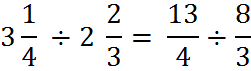 3 1/4 ÷ 2 2/3 = 13/4 ÷ 8/3